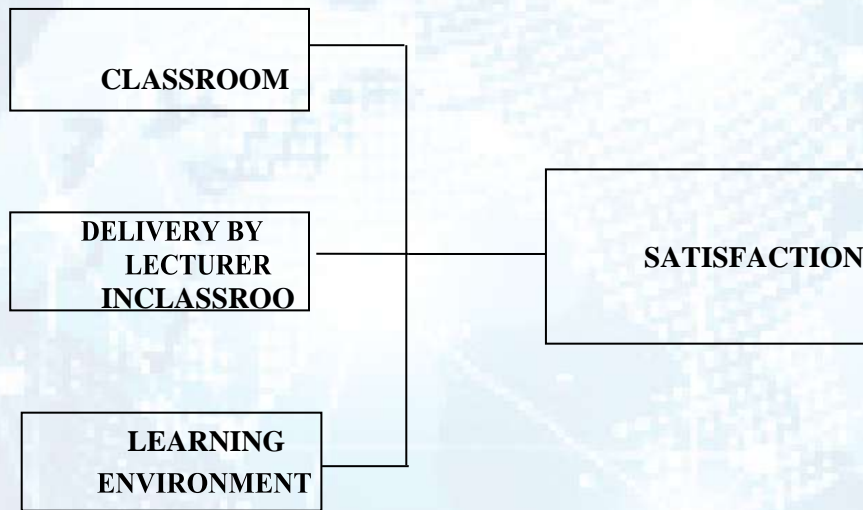 CLASSROOM
DELIVERY BY
LECTURER
INCLASSROO
LEARNING
ENVIRONMENT
SATISFACTION